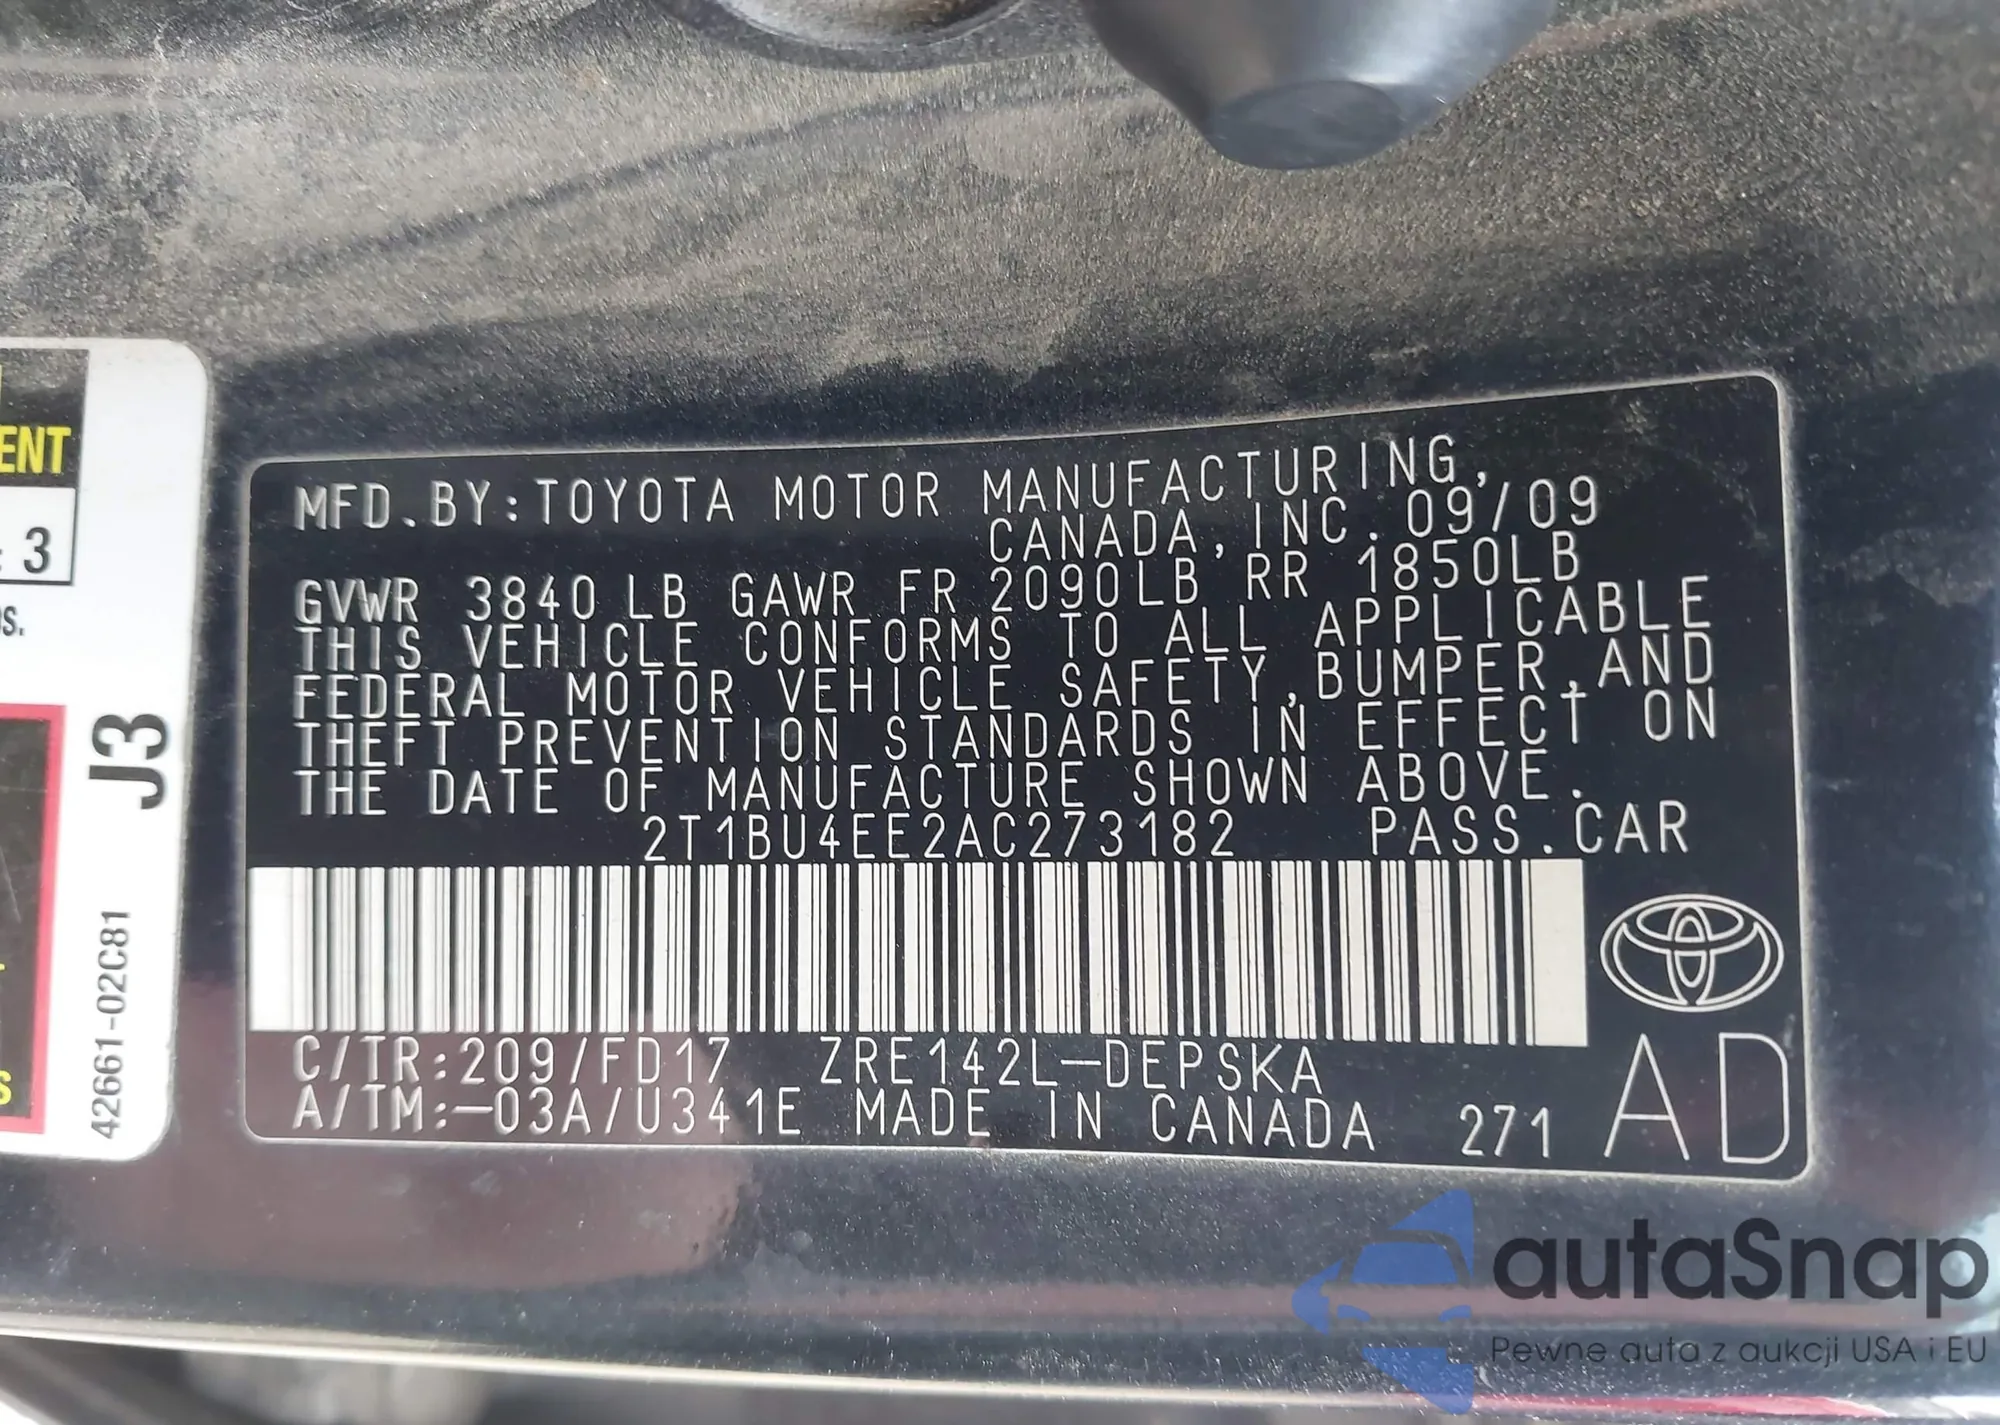 ENT
: 3
J3
42661-02C81
MFD.BY:TOYOTA MOTOR MANUFACTURING,
CANADA,INC. 09/09
GVWR 3840 LB GAWR FR 2090LB RR 1850LB
THIS VEHICLE CONFORMS TO ALL APPLICABLE
FEDERAL MOTOR VEHICLE SAFETY,BUMPER,AND
THEFT PREVENTION STANDARDS IN EFFECT ON
THE DATE OF MANUFACTURE SHOWN ABOVE.
2T1BU4EE2AC273182 PASS.CAR
C/TR:209/FD17 ZRE142L-DEPSKA
A/TM:-03A/U341E MADE IN CANADA 271
AD
autaSnap
Pewne auta z aukcji USA i EU